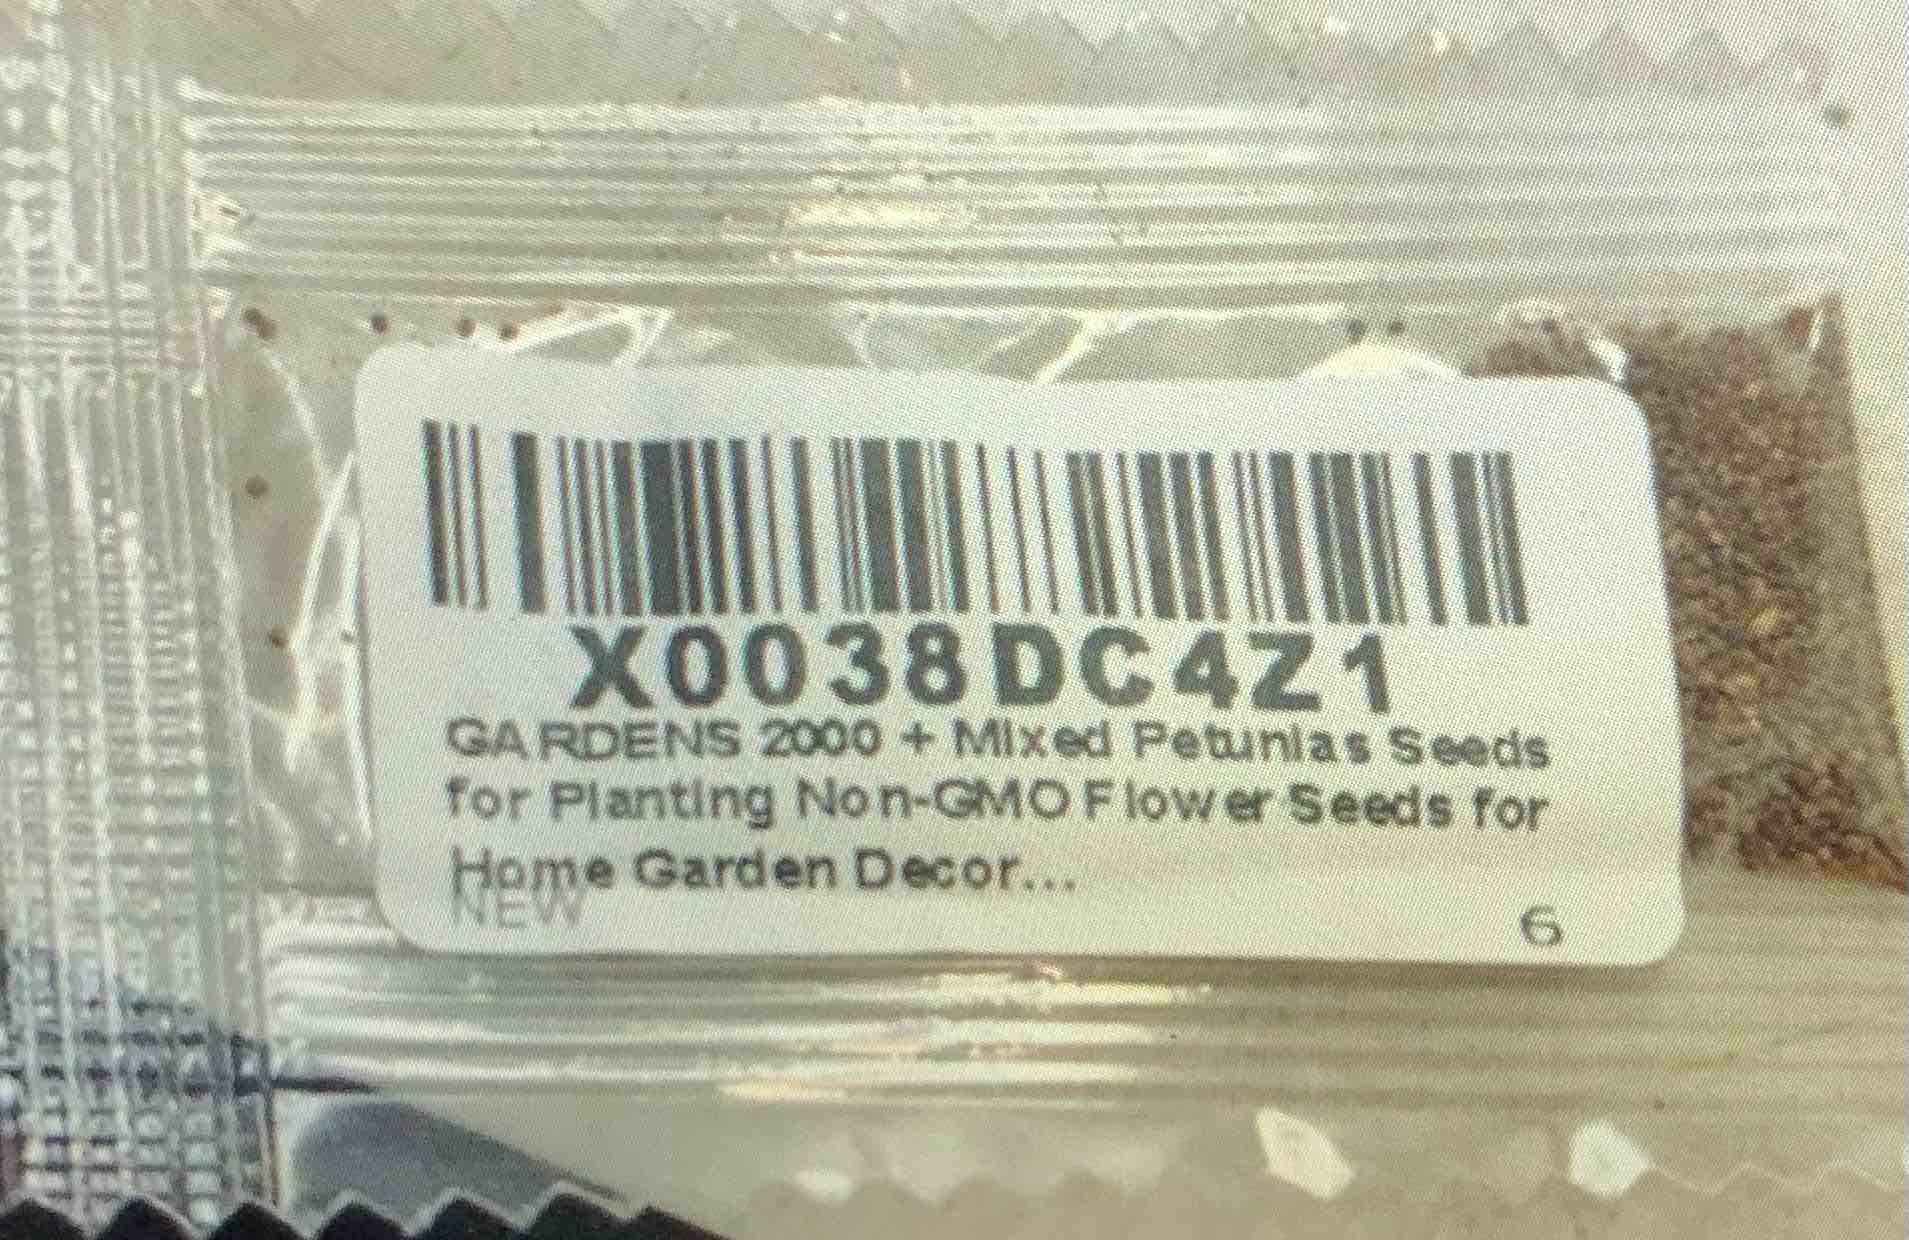 X0038DC4Z1
GARDENS 2000 + Mixed Petunias Seeds
for Planting Non-GMO Flower Seeds for
Home Garden Decor...
NEW
6